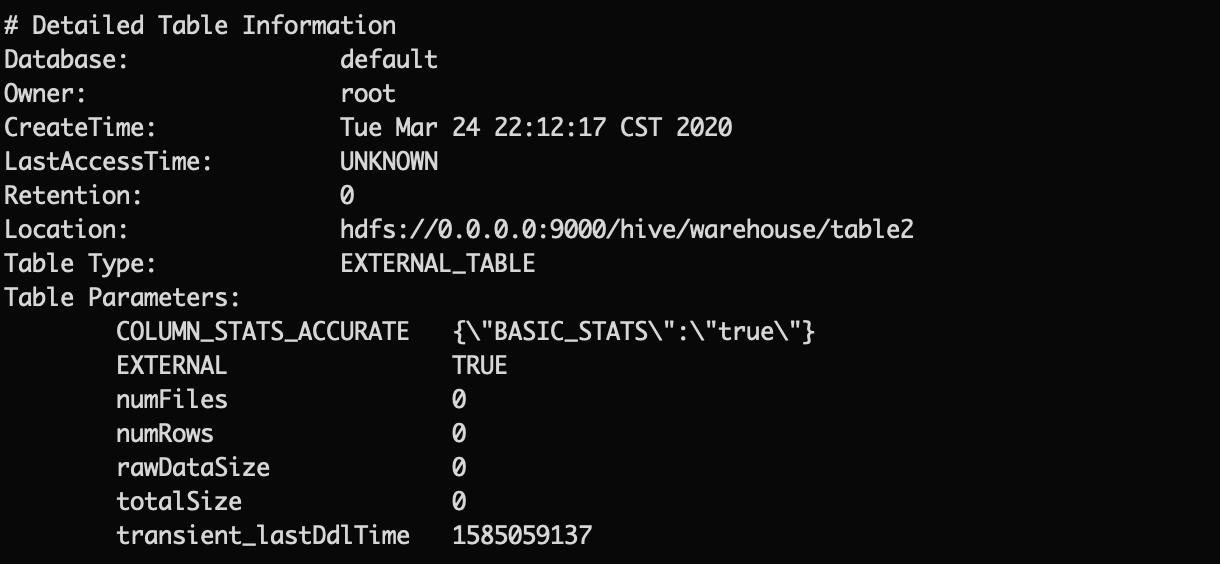 # Detailed Table Information
Database: default
Owner: root
CreateTime: Tue Mar 24 22:12:17 CST 2020
LastAccessTime: UNKNOWN
Retention: 0
Location: hdfs://0.0.0.0:9000/hive/warehouse/table2
Table Type: EXTERNAL_TABLE
Table Parameters:
COLUMN_STATS_ACCURATE {\"BASIC_STATS\":\"true\"}
EXTERNAL TRUE
numFiles 0
numRows 0
rawDataSize 0
totalSize 0
transient_lastDdlTime 1585059137